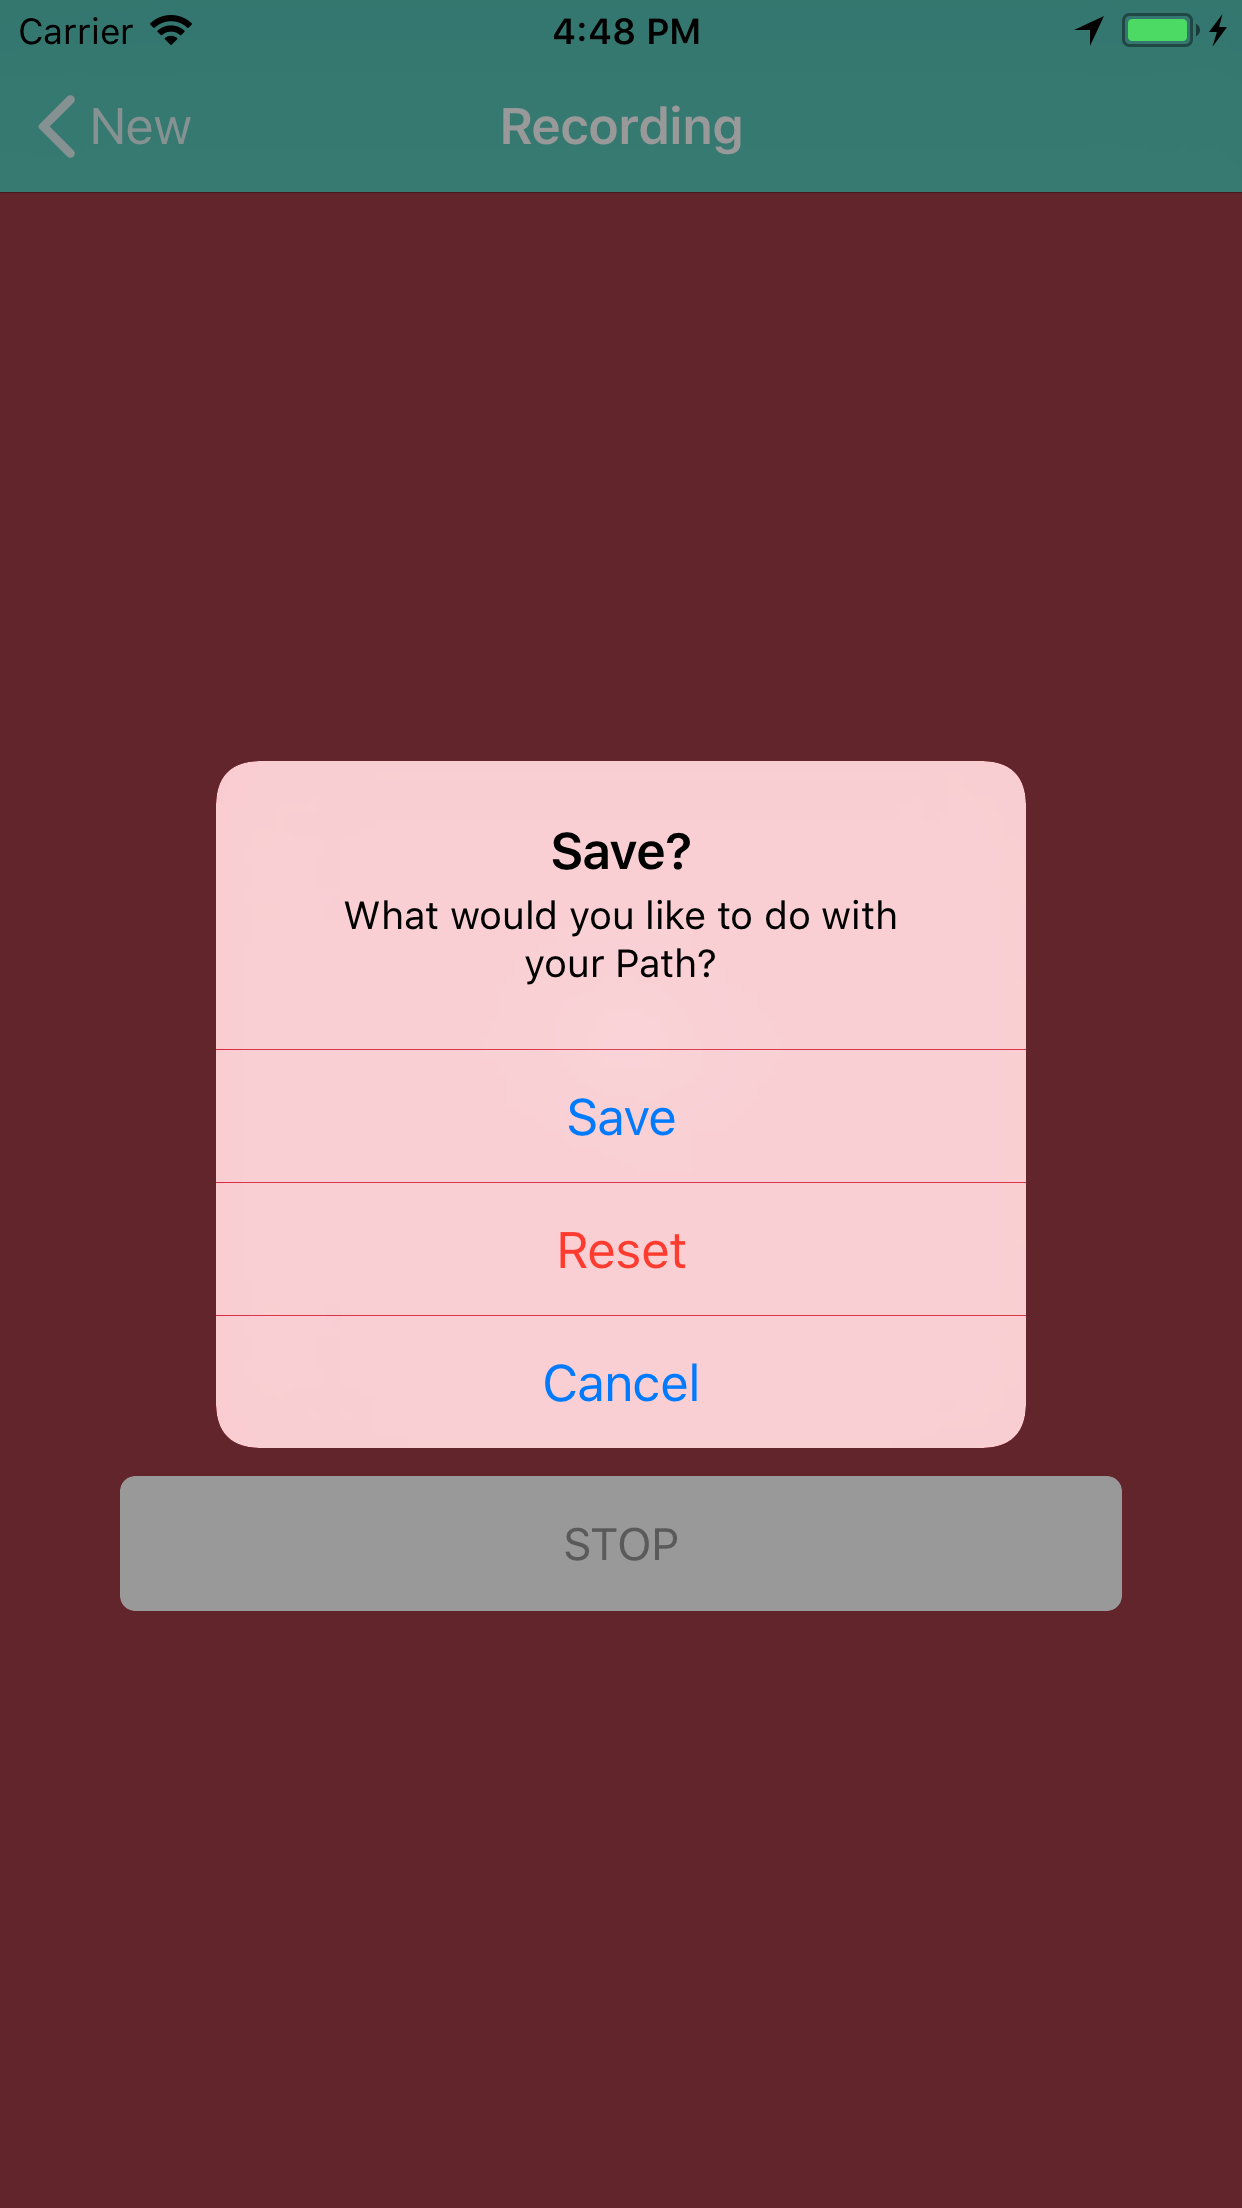 Carrier 4:48 PM
New Recording
Save?
What would you like to do with
your Path?
Save
Reset
Cancel
STOP